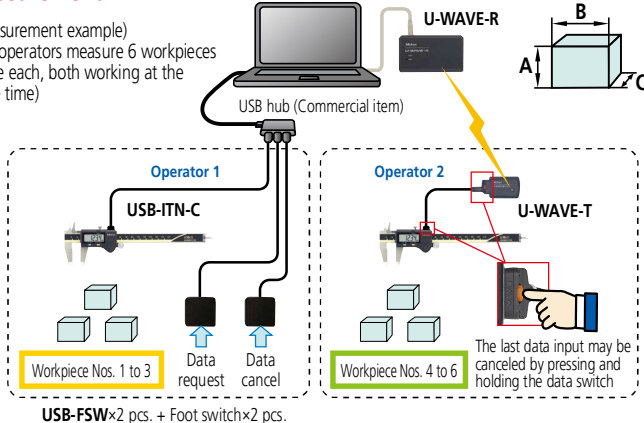 surement example)
operators measure 6 workpieces
e each, both working at the
time)
U-WAVE-R
B
A
C
USB hub (Commercial item)
Operator 1
USB-ITN-C
Operator 2
U-WAVE-T
Workpiece Nos. 1 to 3
Data
request
Data
cancel
Workpiece Nos. 4 to 6
The last data input may be
canceled by pressing and
holding the data switch
USB-FSW×2 pcs. + Foot switch×2 pcs.